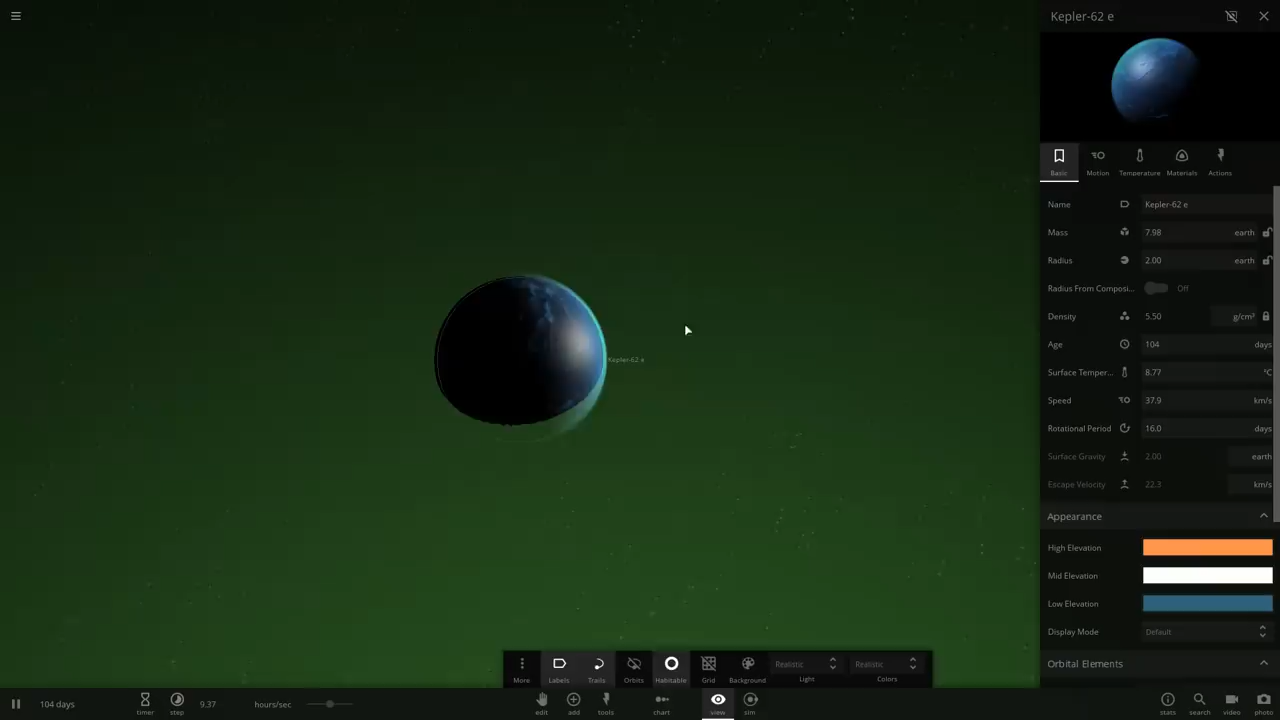 Kepler-62 e
Basic
Motion
Temperature
Materials
Actions
Name Kepler-62 e
Mass 7.98 earth
Radius 2.00 earth
Radius From Composi... Off
Density 5.50 g/cm³
Age 104 days
Surface Temper... 8.77 °C
Speed 37.9 km/s
Rotational Period 16.0 days
Surface Gravity 2.00 earth
Escape Velocity 22.3 km/s
Appearance
High Elevation
Mid Elevation
Low Elevation
Display Mode Default
Orbital Elements
Kepler-62 e
More
Labels
Trails
Orbits
Habitable
Grid
Background
Realistic
Light
Realistic
Colors
104 days
timer
step
9.37 hours/sec
edit
add
tools
chart
view
sim
stats
search
video
photo